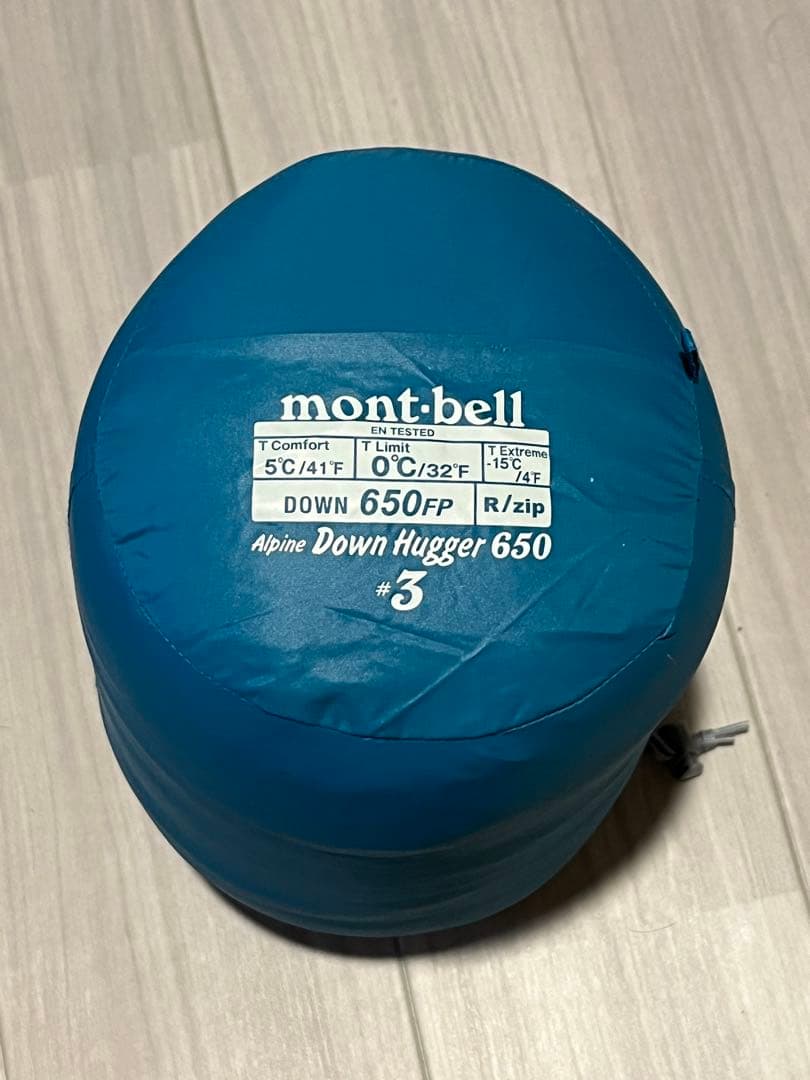 mont·bell
EN TESTED
T Comfort T Limit T Extreme
5℃/41°F 0℃/32°F -15℃/4°F
DOWN 650FP R/zip
Alpine Down Hugger 650
#3